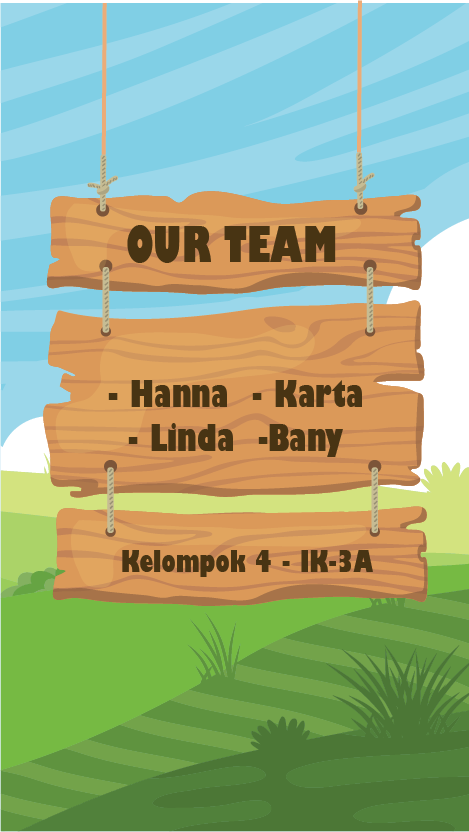 OUR TEAM
- Hanna - Karta
- Linda -Bany
Kelompok 4 - IK-3A